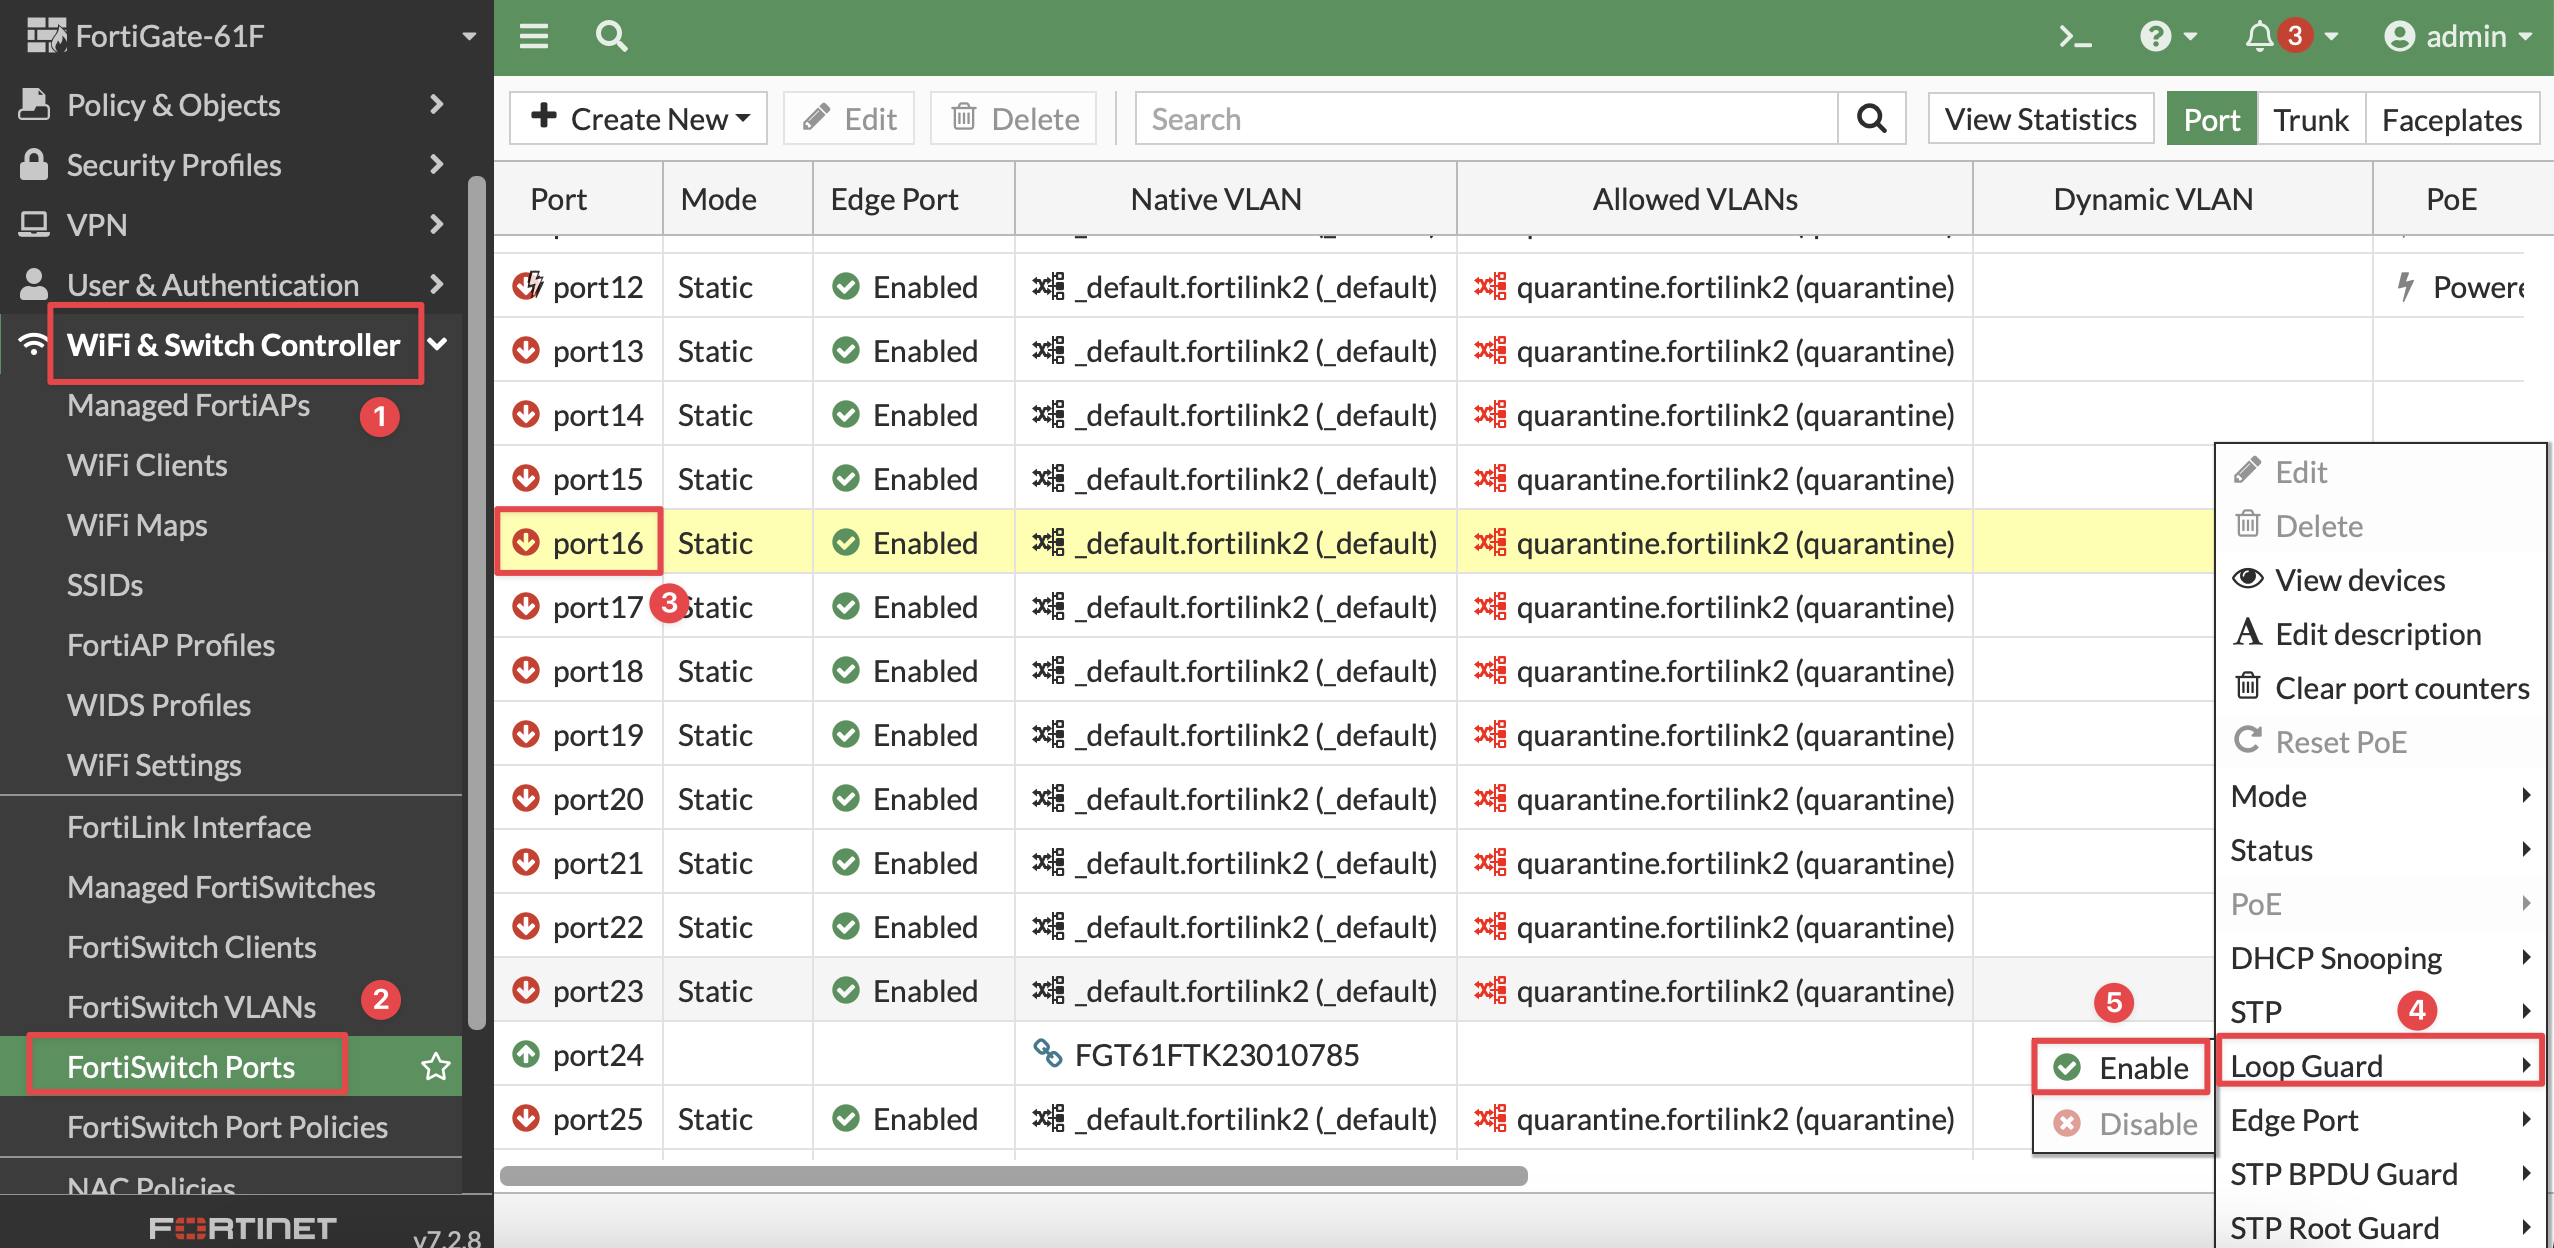 FortiGate-61F
3
admin
Policy & Objects
Security Profiles
VPN
User & Authentication
WiFi & Switch Controller
Managed FortiAPs
1
WiFi Clients
WiFi Maps
SSIDs
FortiAP Profiles
WIDS Profiles
WiFi Settings
FortiLink Interface
Managed FortiSwitches
FortiSwitch Clients
FortiSwitch VLANs
2
FortiSwitch Ports
FortiSwitch Port Policies
NAC Policies
FORTINET
v7.2.8
Create New Edit Delete Search View Statistics Port Trunk Faceplates
Port Mode Edge Port Native VLAN Allowed VLANs Dynamic VLAN PoE
port12 Static Enabled _default.fortilink2 (_default) quarantine.fortilink2 (quarantine) Powere
port13 Static Enabled _default.fortilink2 (_default) quarantine.fortilink2 (quarantine)
port14 Static Enabled _default.fortilink2 (_default) quarantine.fortilink2 (quarantine)
port15 Static Enabled _default.fortilink2 (_default) quarantine.fortilink2 (quarantine)
port16 Static Enabled _default.fortilink2 (_default) quarantine.fortilink2 (quarantine)
port17 3 Static Enabled _default.fortilink2 (_default) quarantine.fortilink2 (quarantine)
port18 Static Enabled _default.fortilink2 (_default) quarantine.fortilink2 (quarantine)
port19 Static Enabled _default.fortilink2 (_default) quarantine.fortilink2 (quarantine)
port20 Static Enabled _default.fortilink2 (_default) quarantine.fortilink2 (quarantine)
port21 Static Enabled _default.fortilink2 (_default) quarantine.fortilink2 (quarantine)
port22 Static Enabled _default.fortilink2 (_default) quarantine.fortilink2 (quarantine)
port23 Static Enabled _default.fortilink2 (_default) quarantine.fortilink2 (quarantine)
port24 FGT61FTK23010785
port25 Static Enabled _default.fortilink2 (_default) quarantine.fortilink2 (quarantine)
Edit
Delete
View devices
Edit description
Clear port counters
Reset PoE
Mode
Status
PoE
DHCP Snooping
STP
4
Loop Guard
5
Enable
Disable
Edge Port
STP BPDU Guard
STP Root Guard